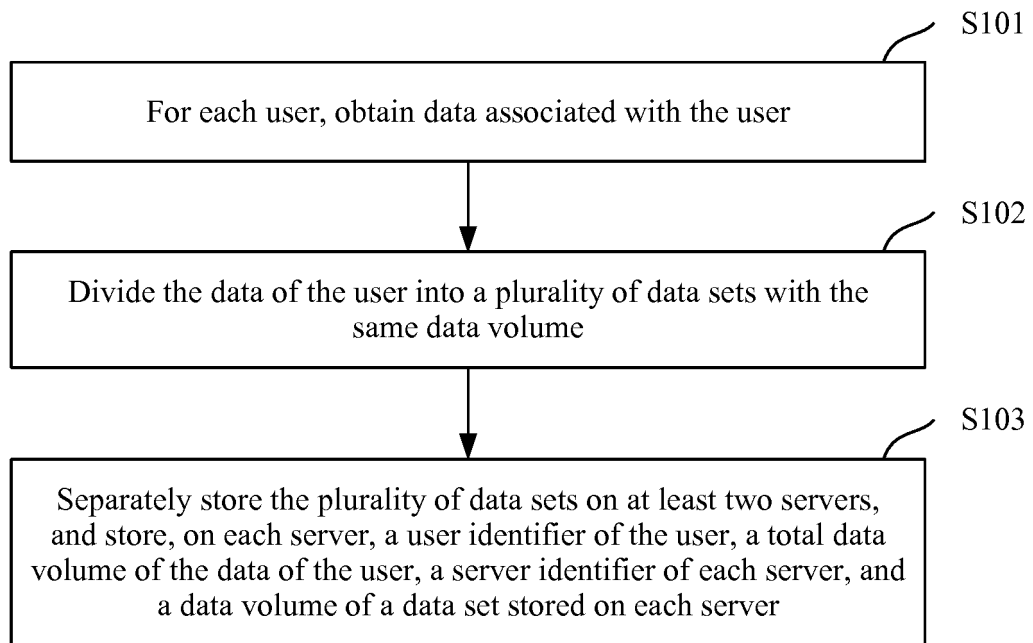 S101
For each user, obtain data associated with the user
S102
Divide the data of the user into a plurality of data sets with the
same data volume
S103
Separately store the plurality of data sets on at least two servers,
and store, on each server, a user identifier of the user, a total data
volume of the data of the user, a server identifier of each server, and
a data volume of a data set stored on each server